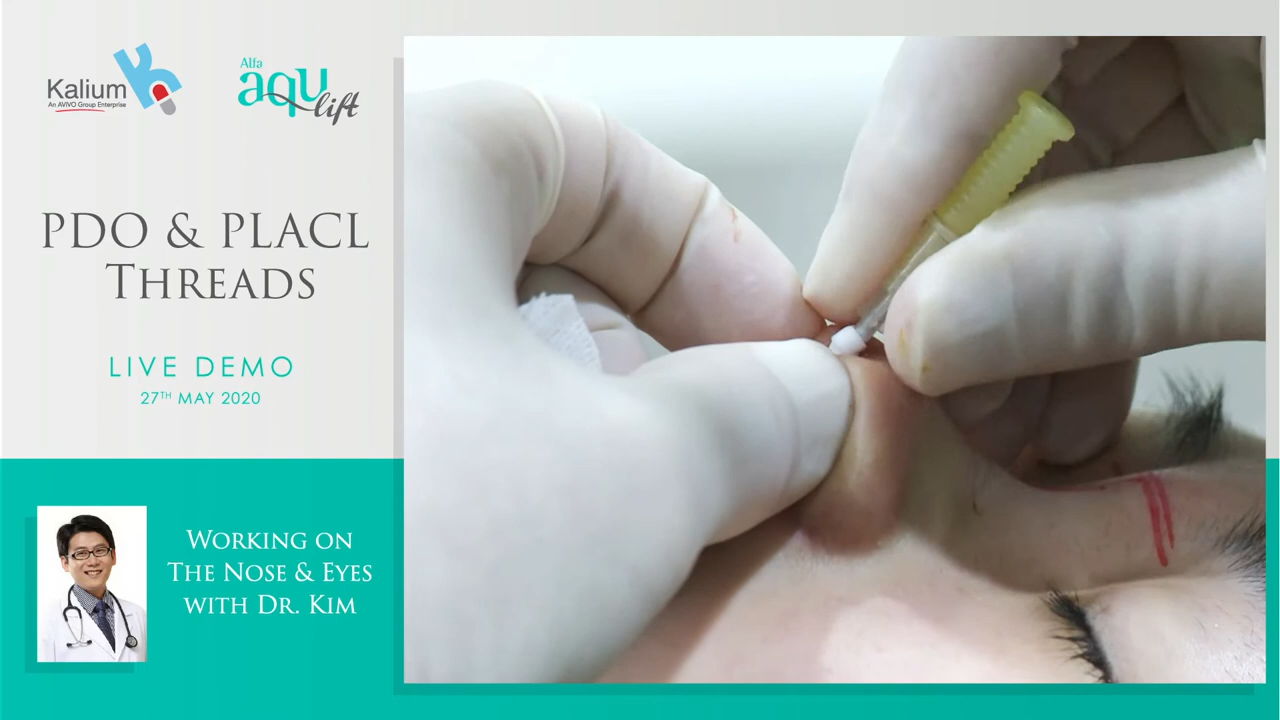 Kalium
An AVIVO Group Enterprise
Alfa
aqu
lift
PDO & PLACL
THREADS
LIVE DEMO
27TH MAY 2020
WORKING ON
THE NOSE & EYES
WITH DR. KIM